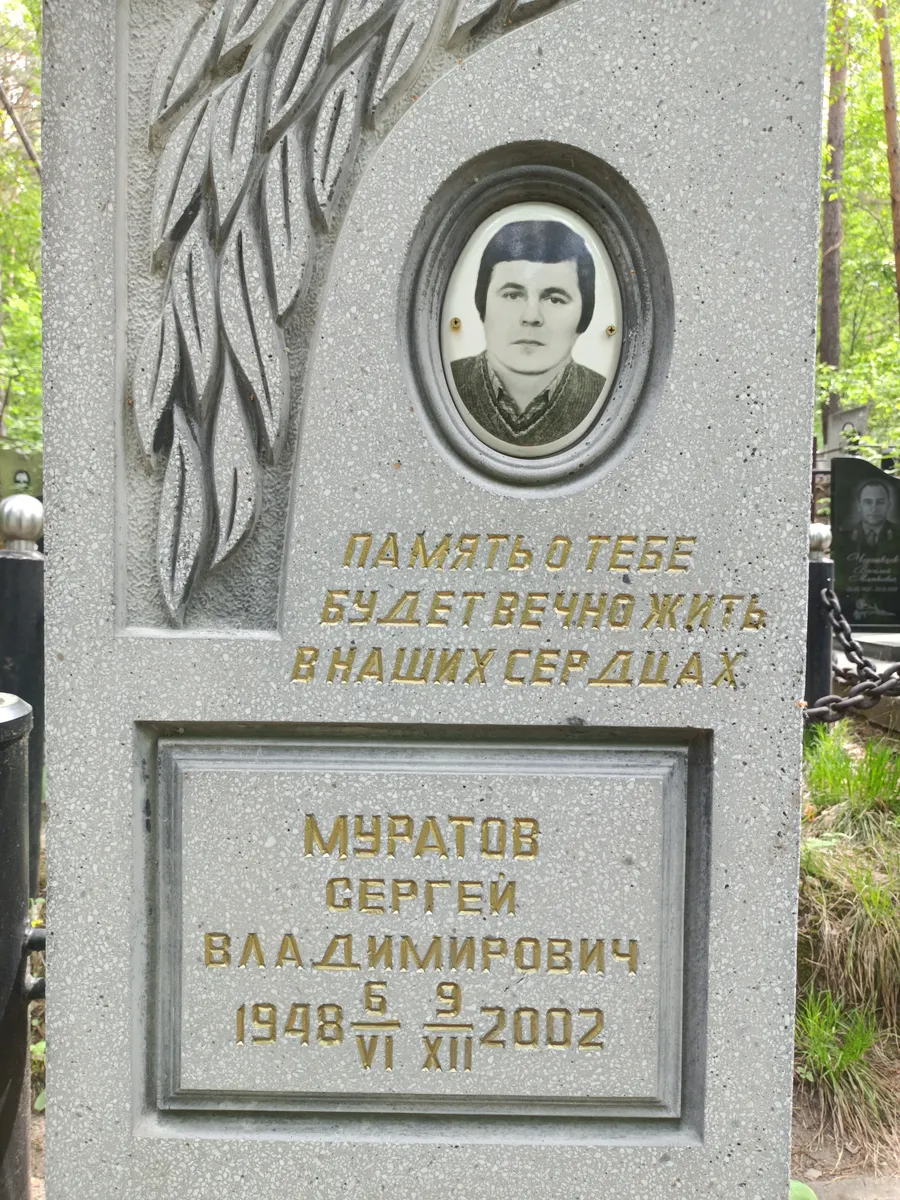 ПАМЯТЬ О ТЕБЕ
БУДЕТ ВЕЧНО ЖИТЬ
В НАШИХ СЕРДЦАХ
МУРАТОВ
СЕРГЕЙ
ВЛАДИМИРОВИЧ
1948 6/VI 9/XII 2002